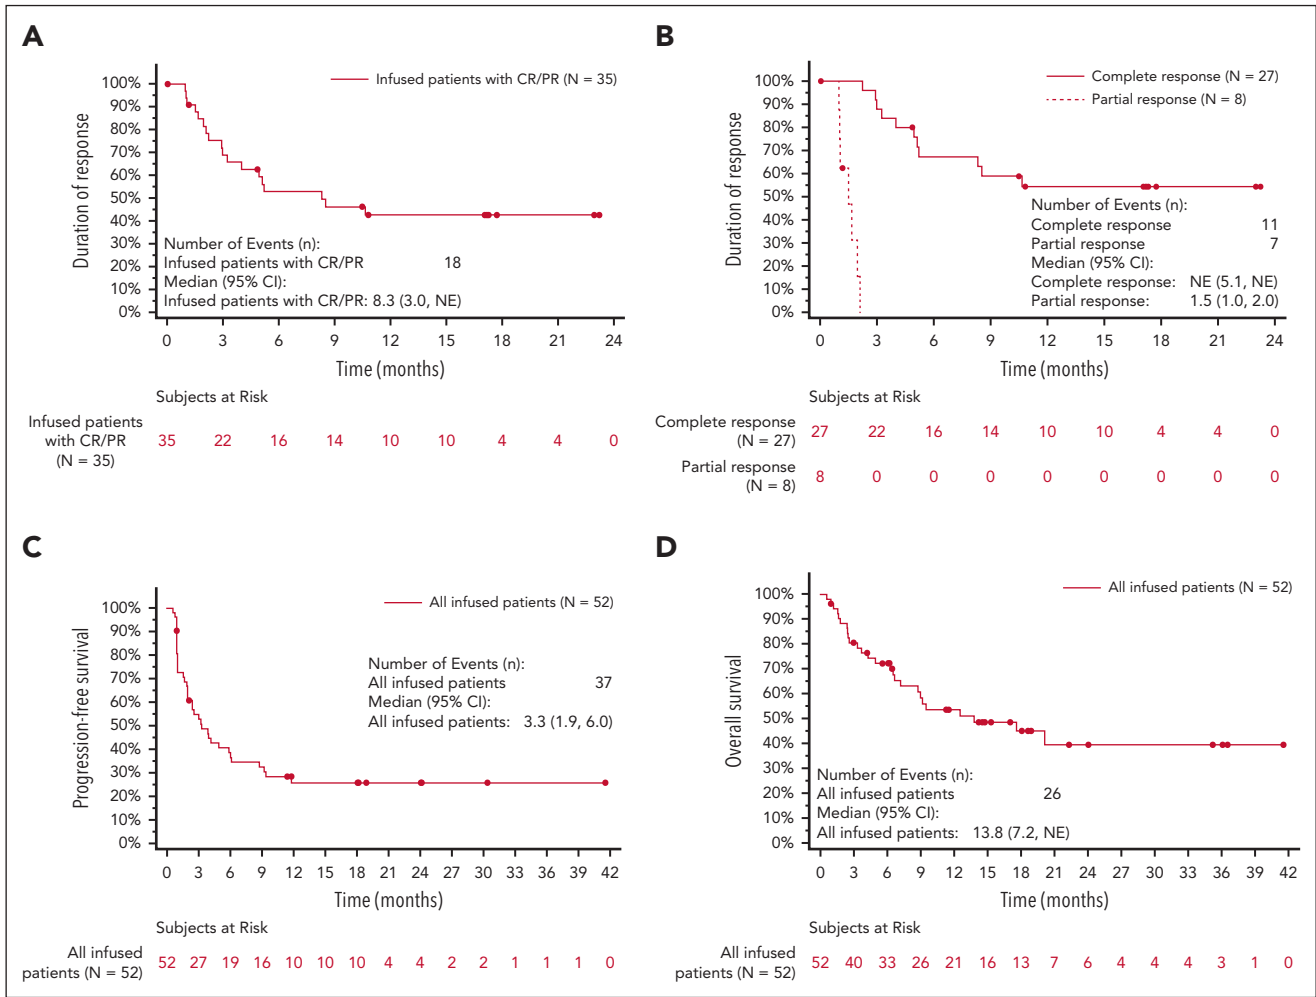 A
Duration of response
100%
90%
80%
70%
60%
50%
40%
30%
20%
10%
0%
Infused patients with CR/PR (N = 35)
Number of Events (n):
Infused patients with CR/PR 18
Median (95% CI):
Infused patients with CR/PR: 8.3 (3.0, NE)
0 3 6 9 12 15 18 21 24
Time (months)
Subjects at Risk
Infused patients
with CR/PR
(N = 35)
35 22 16 14 10 10 4 4 0
B
Duration of response
100%
90%
80%
70%
60%
50%
40%
30%
20%
10%
0%
Complete response (N = 27)
Partial response (N = 8)
Number of Events (n):
Complete response 11
Partial response 7
Median (95% CI):
Complete response: NE (5.1, NE)
Partial response: 1.5 (1.0, 2.0)
0 3 6 9 12 15 18 21 24
Time (months)
Subjects at Risk
Complete response
(N = 27)
27 22 16 14 10 10 4 4 0
Partial response
(N = 8)
8 0 0 0 0 0 0 0 0
C
Progression-free survival
100%
90%
80%
70%
60%
50%
40%
30%
20%
10%
0%
All infused patients (N = 52)
Number of Events (n):
All infused patients 37
Median (95% CI):
All infused patients: 3.3 (1.9, 6.0)
0 3 6 9 12 15 18 21 24 27 30 33 36 39 42
Time (months)
Subjects at Risk
All infused
patients (N = 52)
52 27 19 16 10 10 10 4 4 2 2 1 1 1 0
D
Overall survival
100%
90%
80%
70%
60%
50%
40%
30%
20%
10%
0%
All infused patients (N = 52)
Number of Events (n):
All infused patients 26
Median (95% CI):
All infused patients: 13.8 (7.2, NE)
0 3 6 9 12 15 18 21 24 27 30 33 36 39 42
Time (months)
Subjects at Risk
All infused
patients (N = 52)
52 40 33 26 21 16 13 7 6 4 4 4 3 1 0